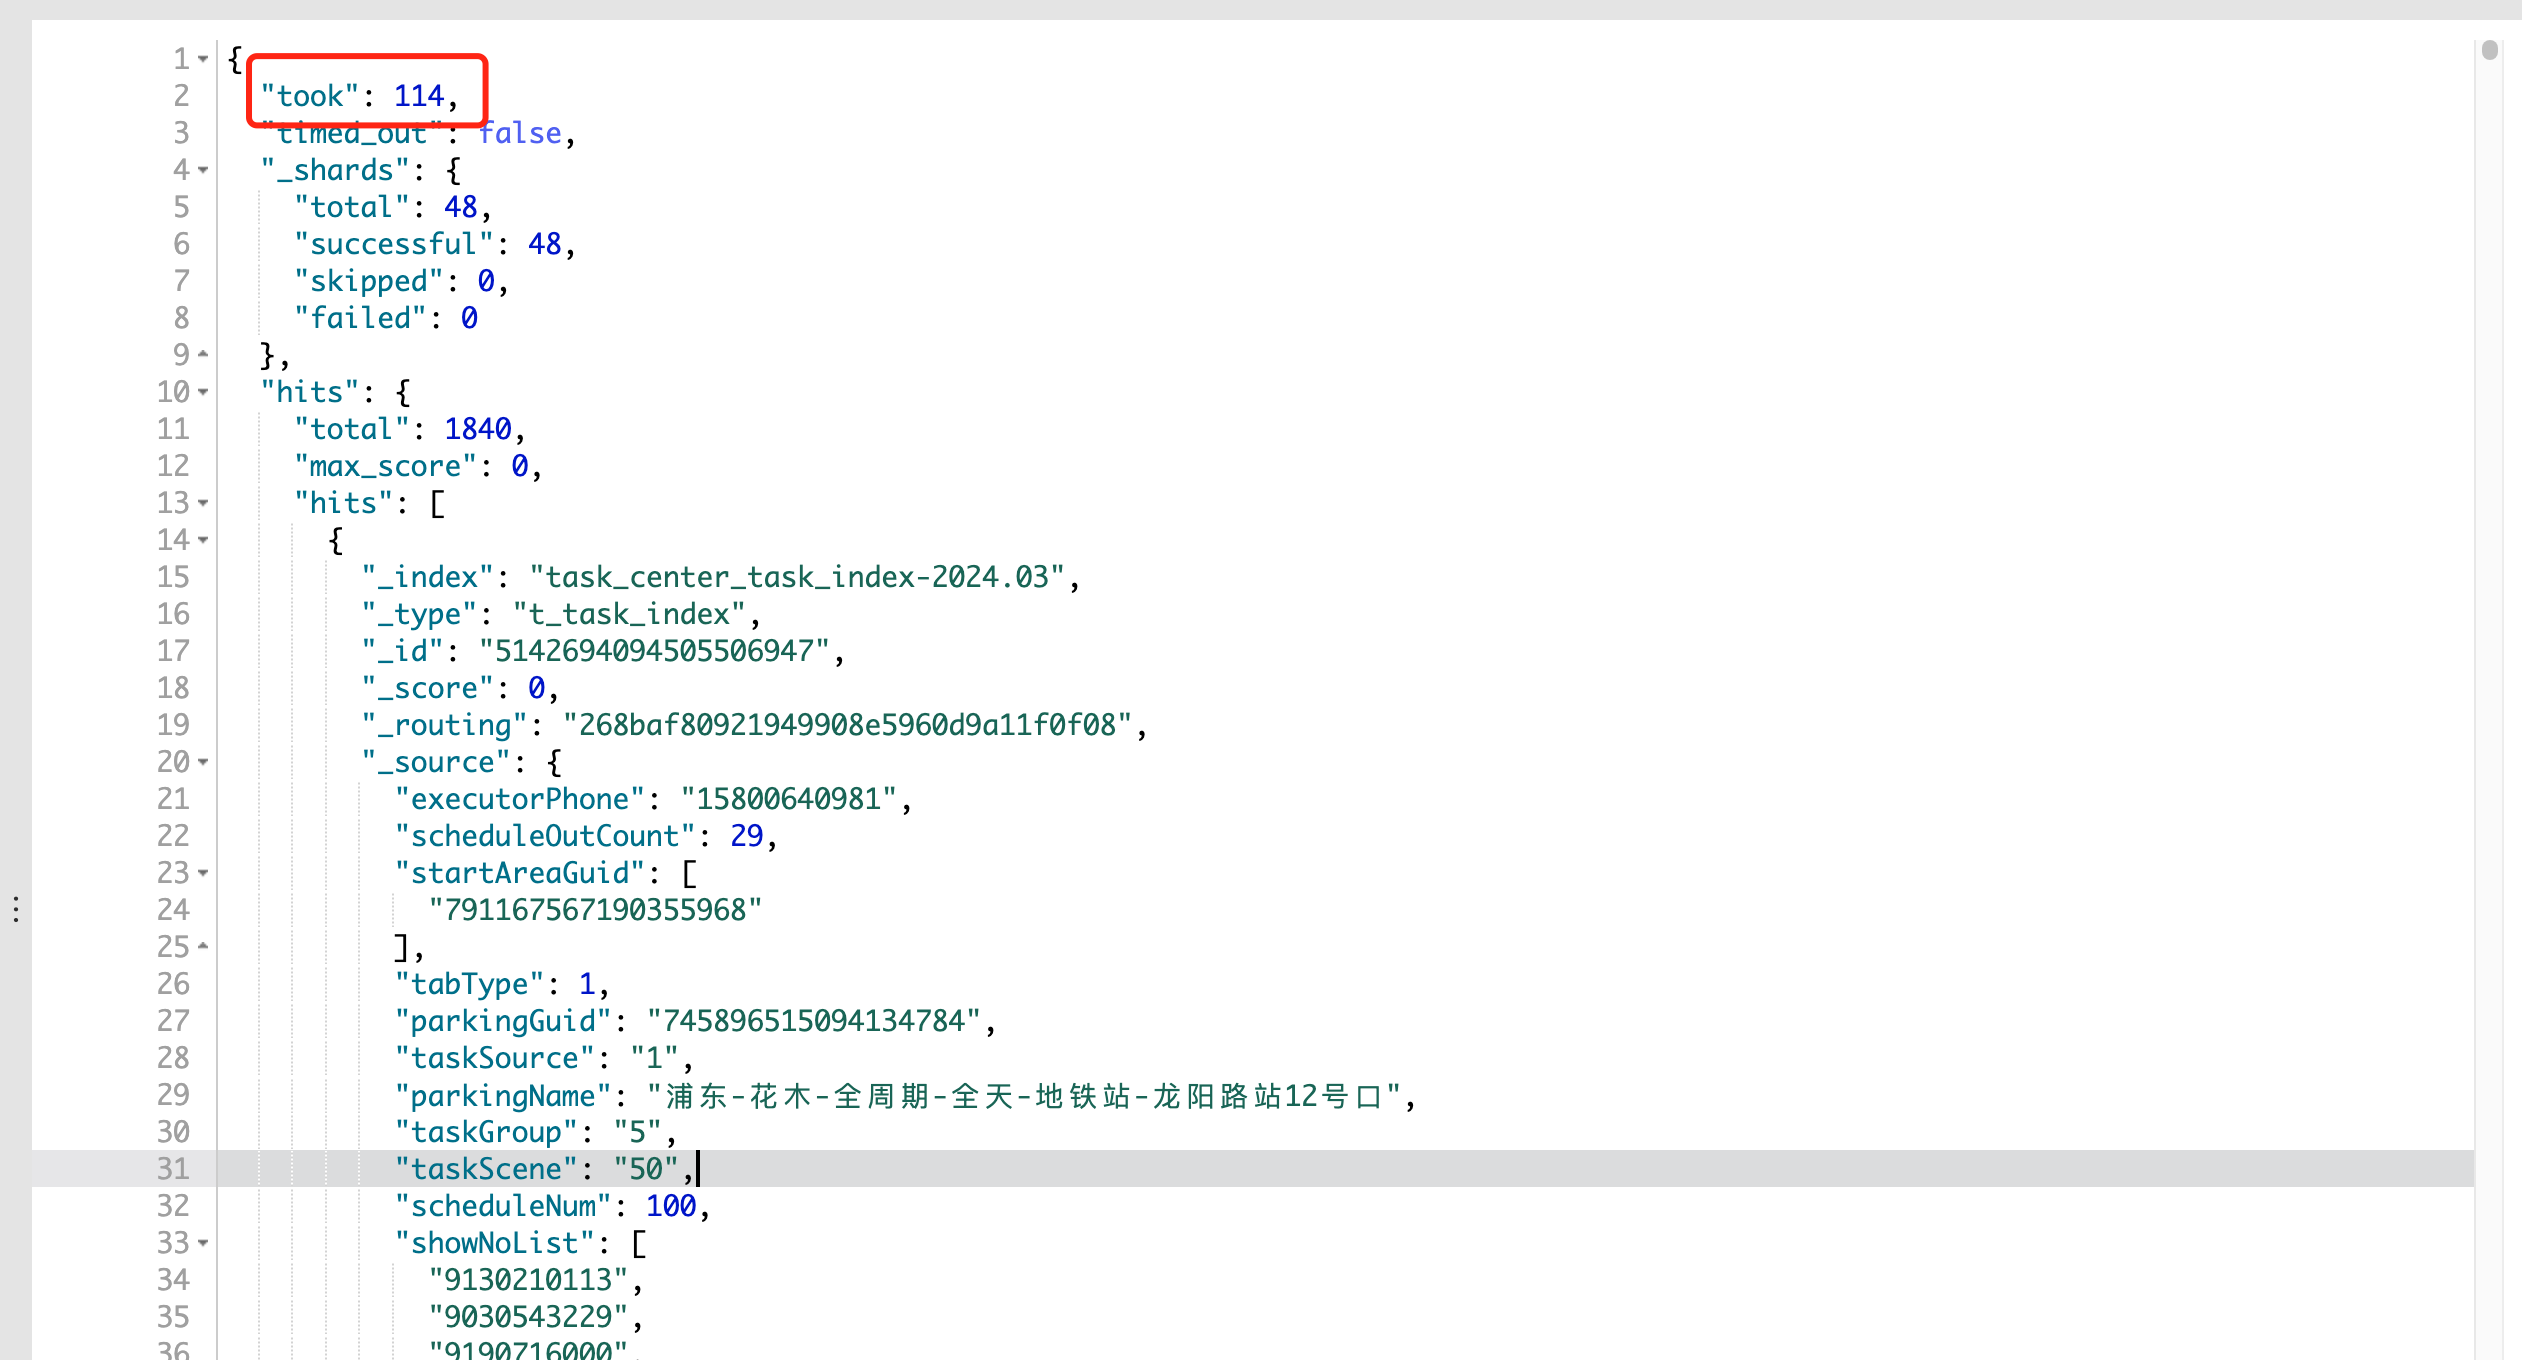 1 {
2 "took": 114,
3 "timed_out": false,
4 "_shards": {
5 "total": 48,
6 "successful": 48,
7 "skipped": 0,
8 "failed": 0
9 },
10 "hits": {
11 "total": 1840,
12 "max_score": 0,
13 "hits": [
14 {
15 "_index": "task_center_task_index-2024.03",
16 "_type": "t_task_index",
17 "_id": "5142694094505506947",
18 "_score": 0,
19 "_routing": "268baf80921949908e5960d9a11f0f08",
20 "_source": {
21 "executorPhone": "15800640981",
22 "scheduleOutCount": 29,
23 "startAreaGuid": [
24 "791167567190355968"
25 ],
26 "tabType": 1,
27 "parkingGuid": "745896515094134784",
28 "taskSource": "1",
29 "parkingName": "浦东-花木-全周期-全天-地铁站-龙阳路站12号口",
30 "taskGroup": "5",
31 "taskScene": "50",
32 "scheduleNum": 100,
33 "showNoList": [
34 "9130210113",
35 "9030543229",
36 "9190716000",